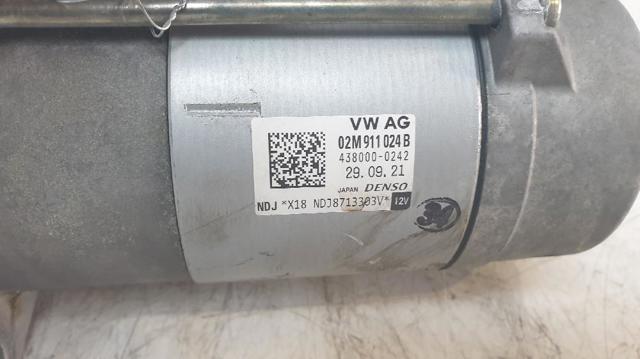 VW AG
02M 911 024 B
438000-0242
29.09.21
JAPAN DENSO
NDJ *X18 NDJ8713303V* 12V